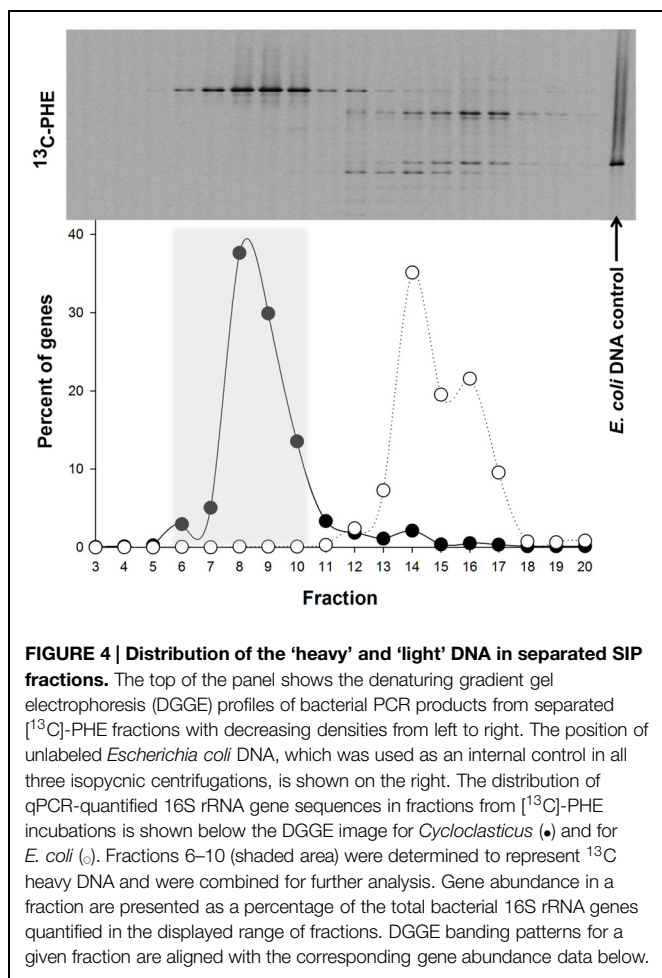 ¹³C-PHE
E. coli DNA control
Percent of genes
40
30
20
10
0
3 4 5 6 7 8 9 10 11 12 13 14 15 16 17 18 19 20
Fraction
FIGURE 4 | Distribution of the ‘heavy’ and ‘light’ DNA in separated SIP
fractions. The top of the panel shows the denaturing gradient gel
electrophoresis (DGGE) profiles of bacterial PCR products from separated
[¹³C]-PHE fractions with decreasing densities from left to right. The position of
unlabeled Escherichia coli DNA, which was used as an internal control in all
three isopycnic centrifugations, is shown on the right. The distribution of
qPCR-quantified 16S rRNA gene sequences in fractions from [¹³C]-PHE
incubations is shown below the DGGE image for Cycloclasticus (●) and for
E. coli (○). Fractions 6–10 (shaded area) were determined to represent ¹³C
heavy DNA and were combined for further analysis. Gene abundance in a
fraction are presented as a percentage of the total bacterial 16S rRNA genes
quantified in the displayed range of fractions. DGGE banding patterns for a
given fraction are aligned with the corresponding gene abundance data below.